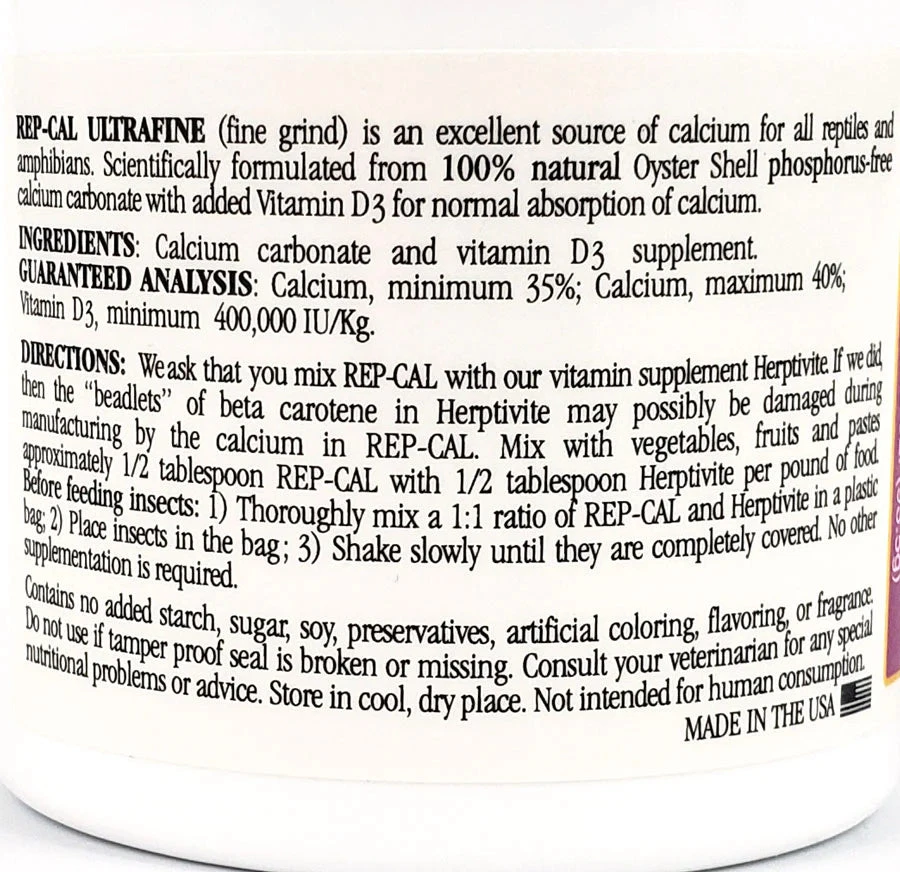 REP-CAL ULTRAFINE (fine grind) is an excellent source of calcium for all reptiles and
amphibians. Scientifically formulated from 100% natural Oyster Shell phosphorus-free
calcium carbonate with added Vitamin D3 for normal absorption of calcium.
INGREDIENTS: Calcium carbonate and vitamin D3 supplement.
GUARANTEED ANALYSIS: Calcium, minimum 35%; Calcium, maximum 40%;
Vitamin D3, minimum 400,000 IU/Kg.
DIRECTIONS: We ask that you mix REP-CAL with our vitamin supplement Herptivite. If we did,
then the "beadlets" of beta carotene in Herptivite may possibly be damaged during
manufacturing by the calcium in REP-CAL. Mix with vegetables, fruits and pastes
approximately 1/2 tablespoon REP-CAL with 1/2 tablespoon Herptivite per pound of food.
Before feeding insects: 1) Thoroughly mix a 1:1 ratio of REP-CAL and Herptivite in a plastic
bag; 2) Place insects in the bag; 3) Shake slowly until they are completely covered. No other
supplementation is required.
Contains no added starch, sugar, soy, preservatives, artificial coloring, flavoring, or fragrance.
Do not use if tamper proof seal is broken or missing. Consult your veterinarian for any special
nutritional problems or advice. Store in cool, dry place. Not intended for human consumption.
MADE IN THE USA